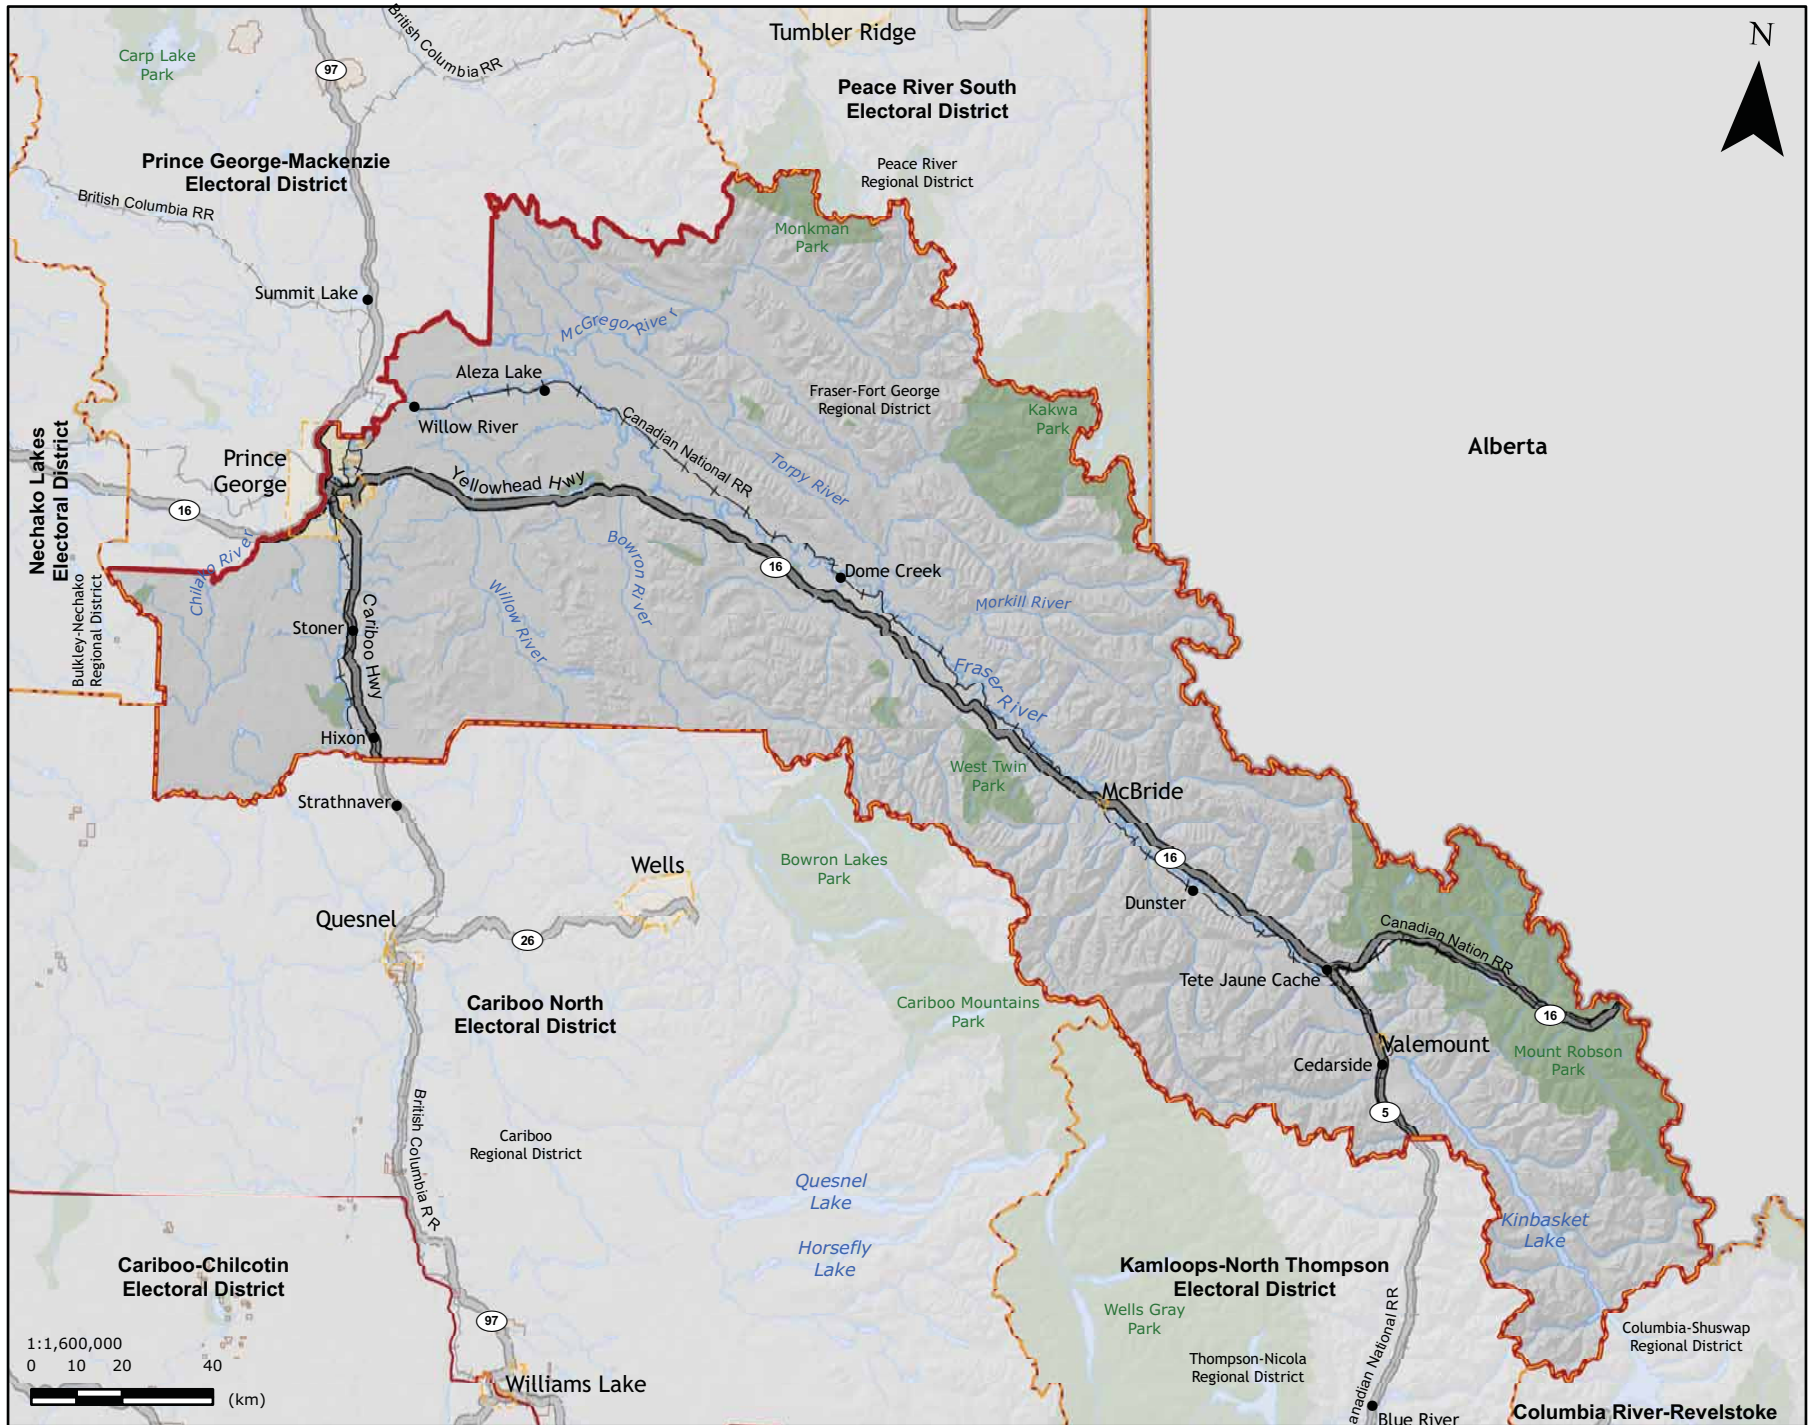 Tumbler Ridge
N
British Columbia RR
Carp Lake
Park
97
Peace River South
Electoral District
Prince George-Mackenzie
Electoral District
Peace River
Regional District
British Columbia RR
Monkman
Park
Summit Lake
McGregor River
Aleza Lake
Fraser-Fort George
Regional District
Kakwa
Park
Willow River
Canadian National RR
Alberta
Nechako Lakes
Electoral District
Prince
George
Yellowhead Hwy
Torpy River
16
Chilako River
Bowron River
16
Dome Creek
Bulkley-Nechako
Regional District
Willow River
Morkill River
Stoner
Cariboo Hwy
Fraser River
Hixon
West Twin
Park
McBride
Strathnaver
Wells
Bowron Lakes
Park
16
Dunster
Quesnel
26
Canadian Nation RR
Tete Jaune Cache
Cariboo North
Electoral District
Cariboo Mountains
Park
16
Valemount
Mount Robson
Park
Cedarside
5
British Columbia RR
Cariboo
Regional District
Quesnel
Lake
Kinbasket
Lake
Horsefly
Lake
Cariboo-Chilcotin
Electoral District
Kamloops-North Thompson
Electoral District
Wells Gray
Park
97
Columbia-Shuswap
Regional District
1:1,600,000
0 10 20 40
(km)
Thompson-Nicola
Regional District
anadian National RR
Williams Lake
Blue River
Columbia River-Revelstoke